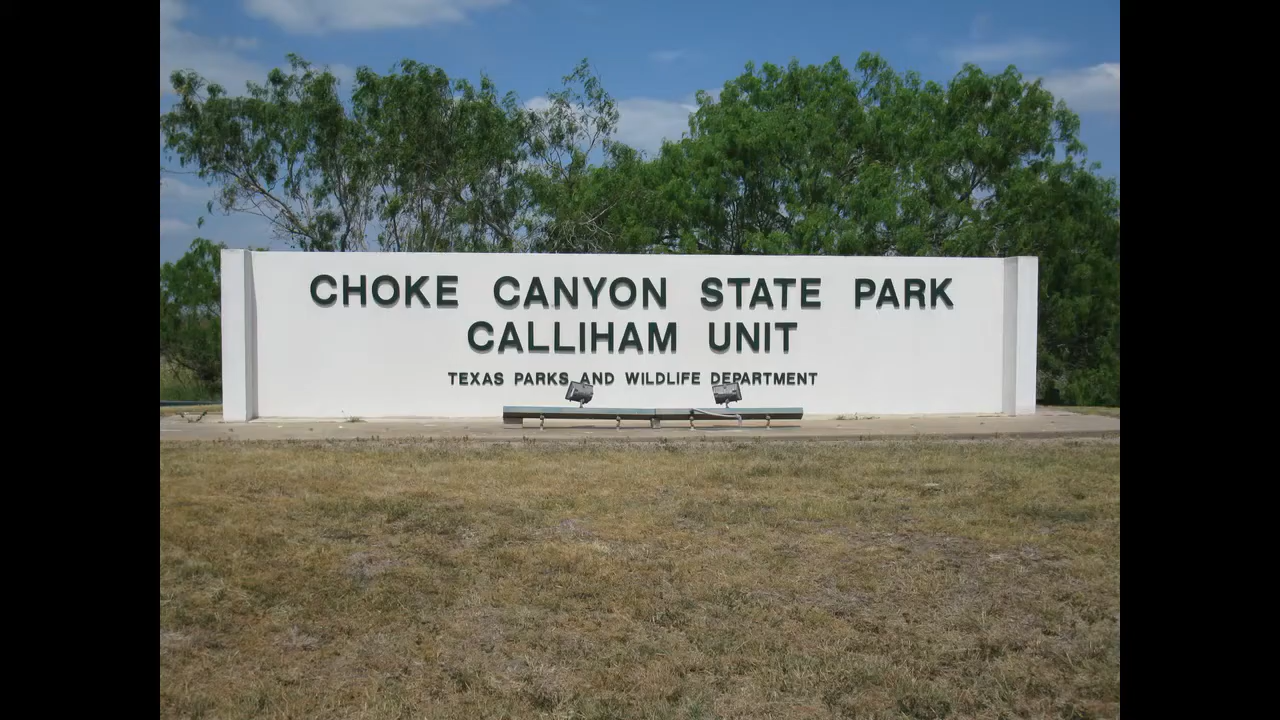 CHOKE CANYON STATE PARK
CALLIHAM UNIT
TEXAS PARKS AND WILDLIFE DEPARTMENT